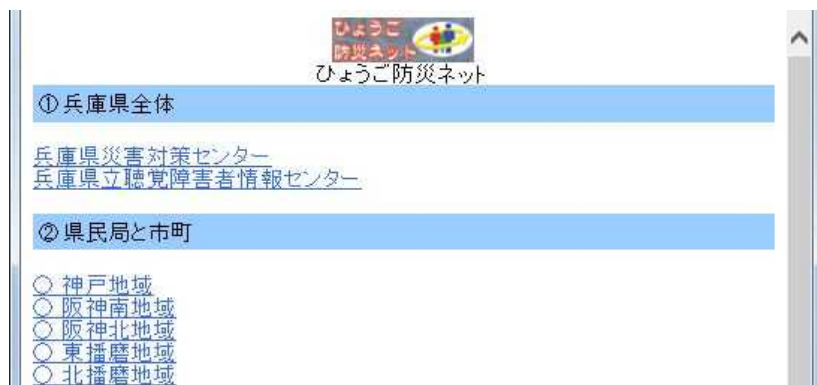 ひょうご
防災ネット
ひょうご防災ネット
①兵庫県全体
兵庫県災害対策センター
兵庫県立聴覚障害者情報センター
②県民局と市町
○ 神戸地域
○ 阪神南地域
○ 阪神北地域
○ 東播磨地域
○ 北播磨地域